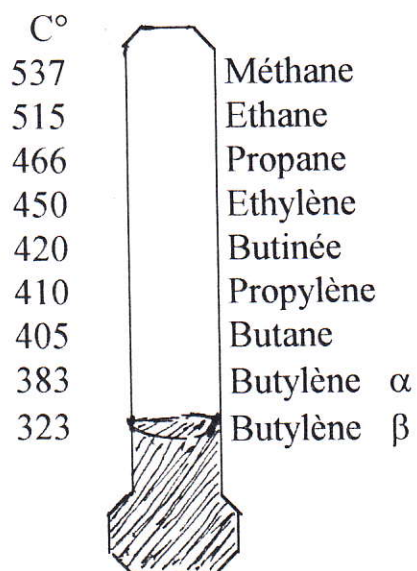 C°
537 Méthane
515 Ethane
466 Propane
450 Ethylène
420 Butinée
410 Propylène
405 Butane
383 Butylène α
323 Butylène β